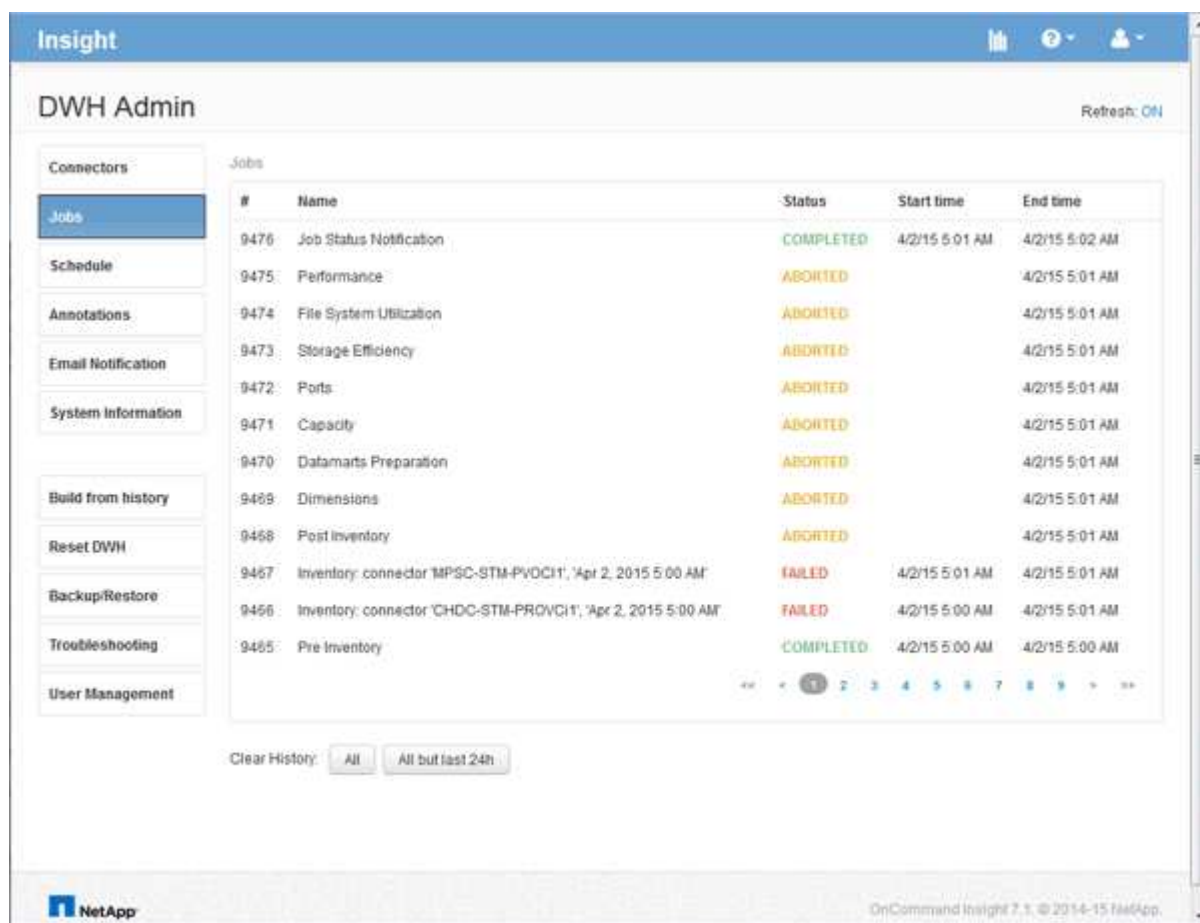 Insight
DWH Admin
Refresh: ON
Connectors
Jobs
Schedule
Annotations
Email Notification
System Information
Build from history
Reset DWH
Backup/Restore
Troubleshooting
User Management
Jobs
# Name Status Start time End time
9476 Job Status Notification COMPLETED 4/2/15 5:01 AM 4/2/15 5:02 AM
9475 Performance ABORTED 4/2/15 5:01 AM
9474 File System Utilization ABORTED 4/2/15 5:01 AM
9473 Storage Efficiency ABORTED 4/2/15 5:01 AM
9472 Ports ABORTED 4/2/15 5:01 AM
9471 Capacity ABORTED 4/2/15 5:01 AM
9470 Datamarts Preparation ABORTED 4/2/15 5:01 AM
9469 Dimensions ABORTED 4/2/15 5:01 AM
9468 Post Inventory ABORTED 4/2/15 5:01 AM
9467 Inventory: connector 'MPSC-STM-PVOCI1', 'Apr 2, 2015 5:00 AM' FAILED 4/2/15 5:01 AM 4/2/15 5:01 AM
9466 Inventory: connector 'CHDC-STM-PROVCi1', 'Apr 2, 2015 5:00 AM' FAILED 4/2/15 5:00 AM 4/2/15 5:01 AM
9465 Pre Inventory COMPLETED 4/2/15 5:00 AM 4/2/15 5:00 AM
<< < 1 2 3 4 5 6 7 8 9 > >>
Clear History: All All but last 24h
NetApp
OnCommand Insight 7.1. © 2014-15 NetApp.